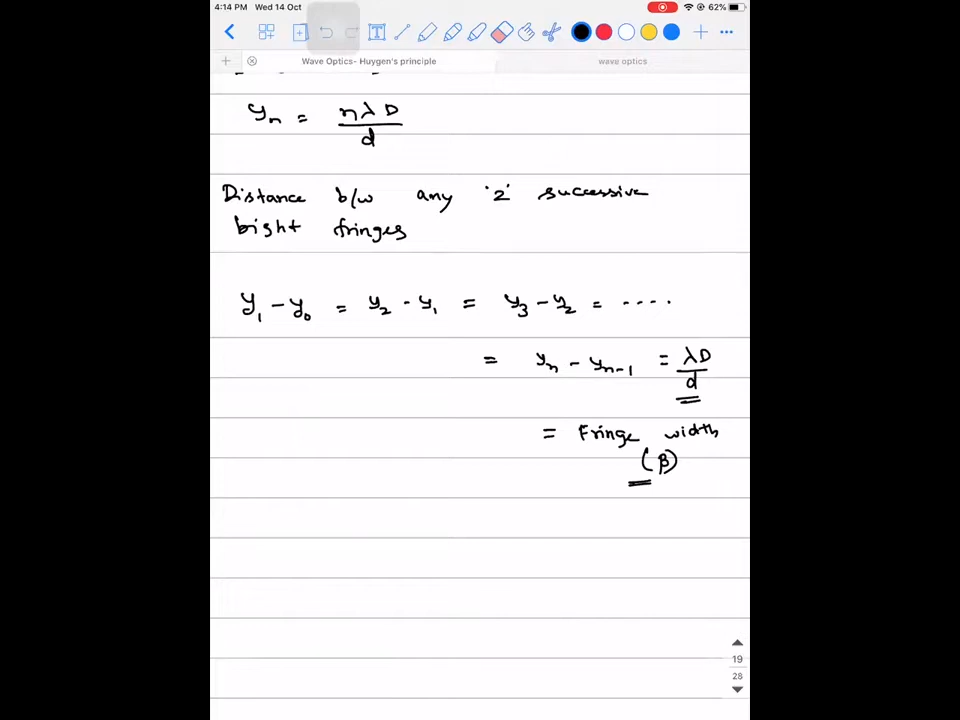 4:14 PM Wed 14 Oct 62%
Wave Optics- Huygen's principle wave optics
yₙ = nλD/d
Distance b/w any '2' successive
bight fringes
y₁ - y₀ = y₂ - y₁ = y₃ - y₂ = ....
= yₙ - yₙ₋₁ = λD/d
= Fringe width
(β)
19
28